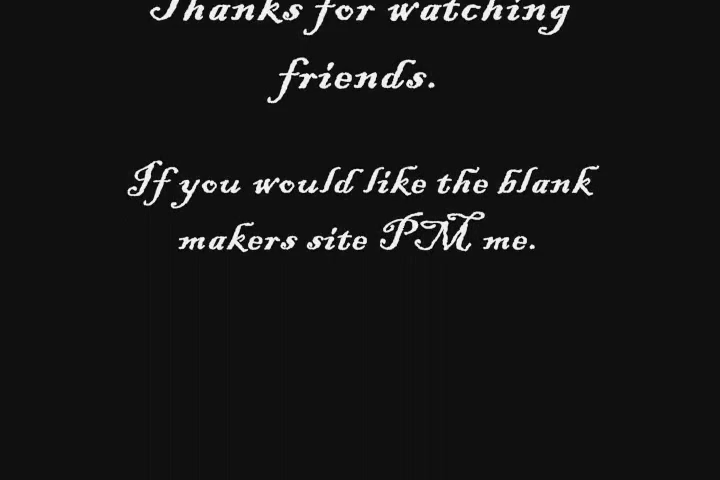 Thanks for watching
friends.
If you would like the blank
makers site PM me.